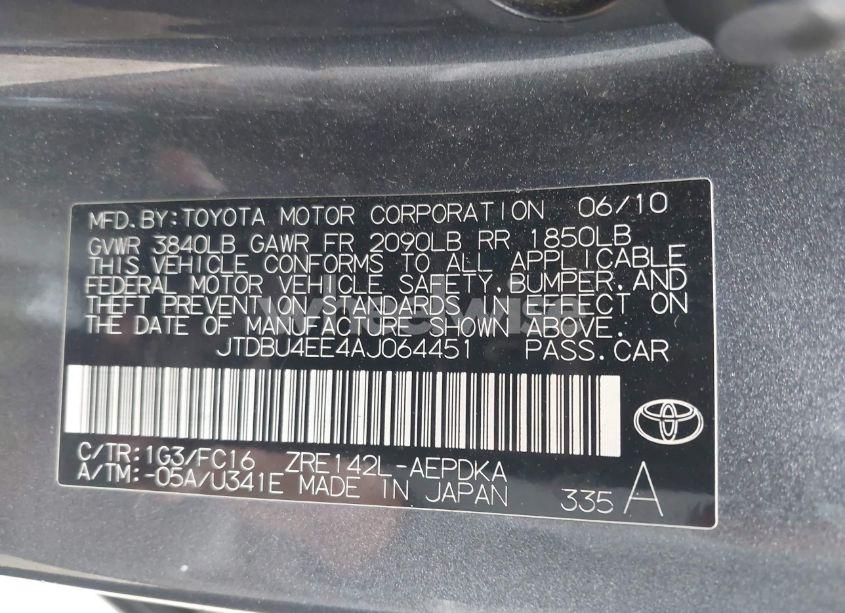 MFD.BY:TOYOTA MOTOR CORPORATION 06/10
GVWR 3840LB GAWR FR 2090LB RR 1850LB
THIS VEHICLE CONFORMS TO ALL APPLICABLE
FEDERAL MOTOR VEHICLE SAFETY,BUMPER,AND
THEFT PREVENTION STANDARDS IN EFFECT ON
THE DATE OF MANUFACTURE SHOWN ABOVE.
JTDBU4EE4AJ064451 PASS.CAR
C/TR:1G3/FC16 ZRE142L-AEPDKA
A/TM:-05A/U341E MADE IN JAPAN 335 A